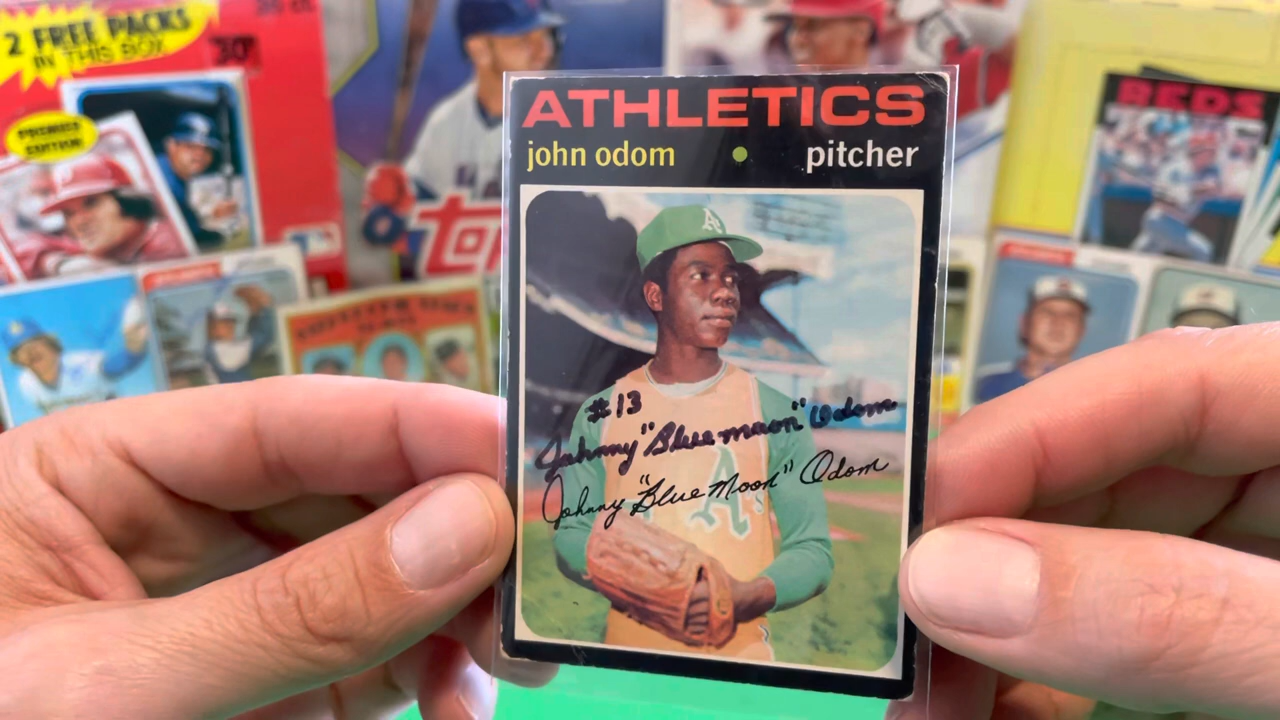 2 FREE PACKS
IN THIS BOX
30¢
PREMIER
EDITION!
REDS
ATHLETICS
john odom • pitcher
A
#13
Johnny "Blue moon" Odom
Johnny "Blue Moon" Odom
A's